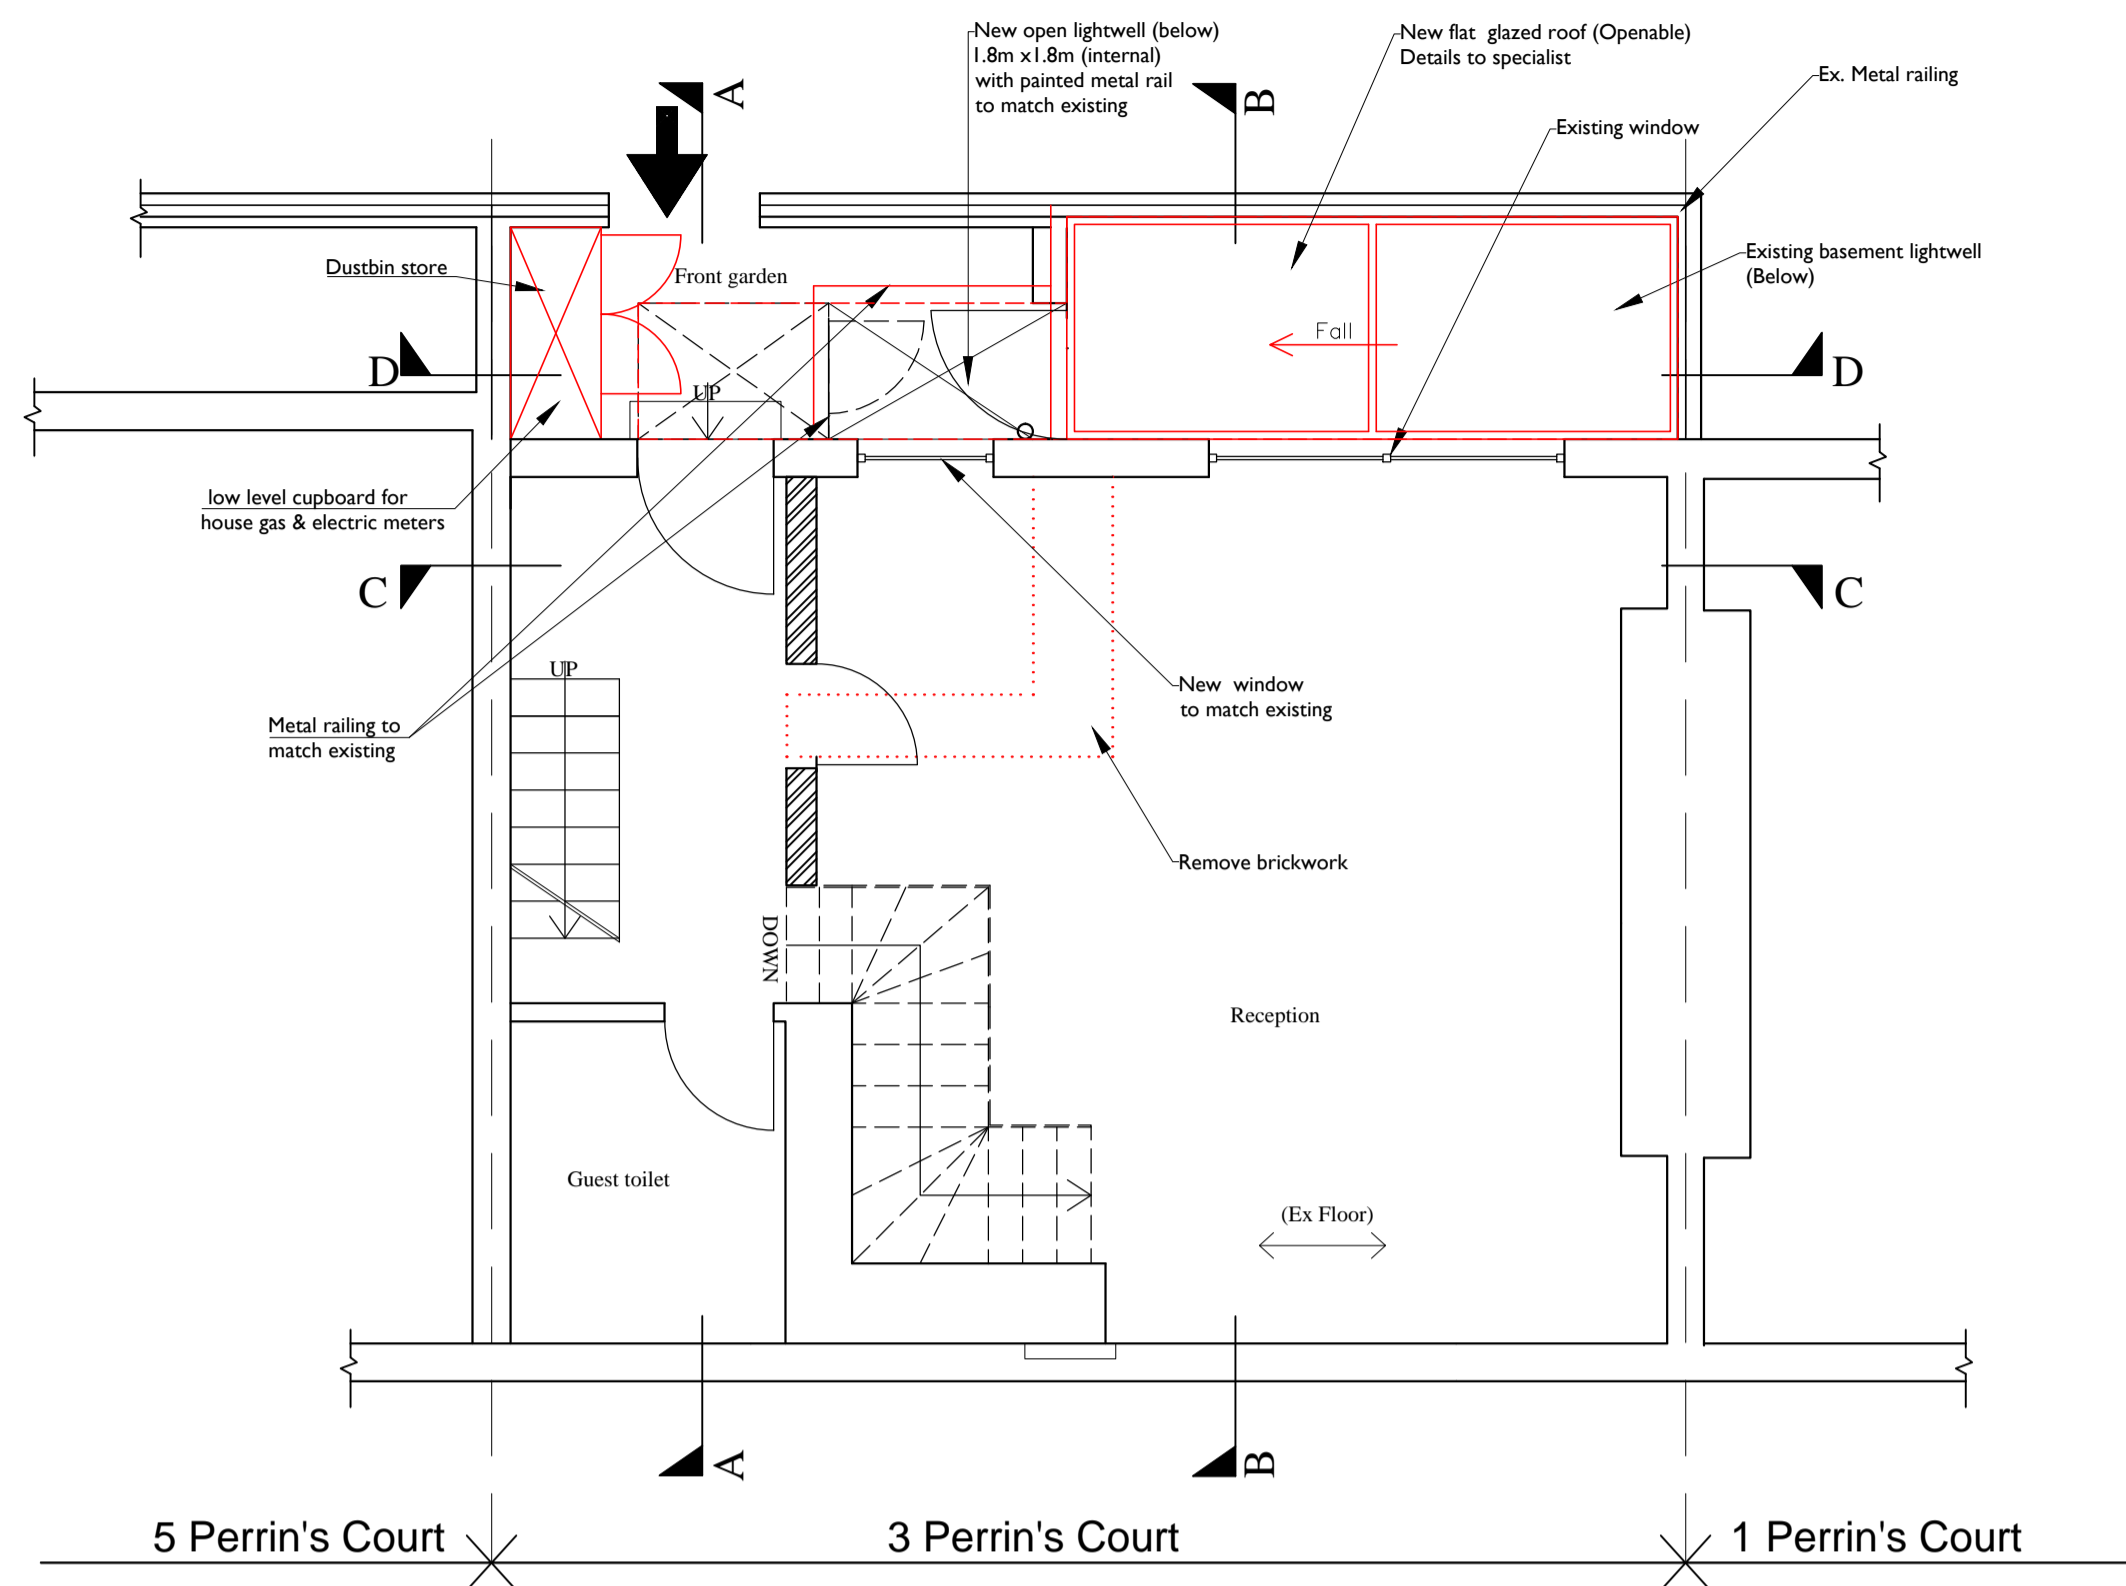 New open lightwell (below)
1.8m x1.8m (internal)
with painted metal rail
to match existing
New flat glazed roof (Openable)
Details to specialist
Ex. Metal railing
Existing window
A
B
Dustbin store
Front garden
Existing basement lightwell
(Below)
Fall
D
D
UP
low level cupboard for
house gas & electric meters
C
C
UP
New window
to match existing
Metal railing to
match existing
Remove brickwork
DOWN
Reception
Guest toilet
(Ex Floor)
A
B
5 Perrin's Court
3 Perrin's Court
1 Perrin's Court